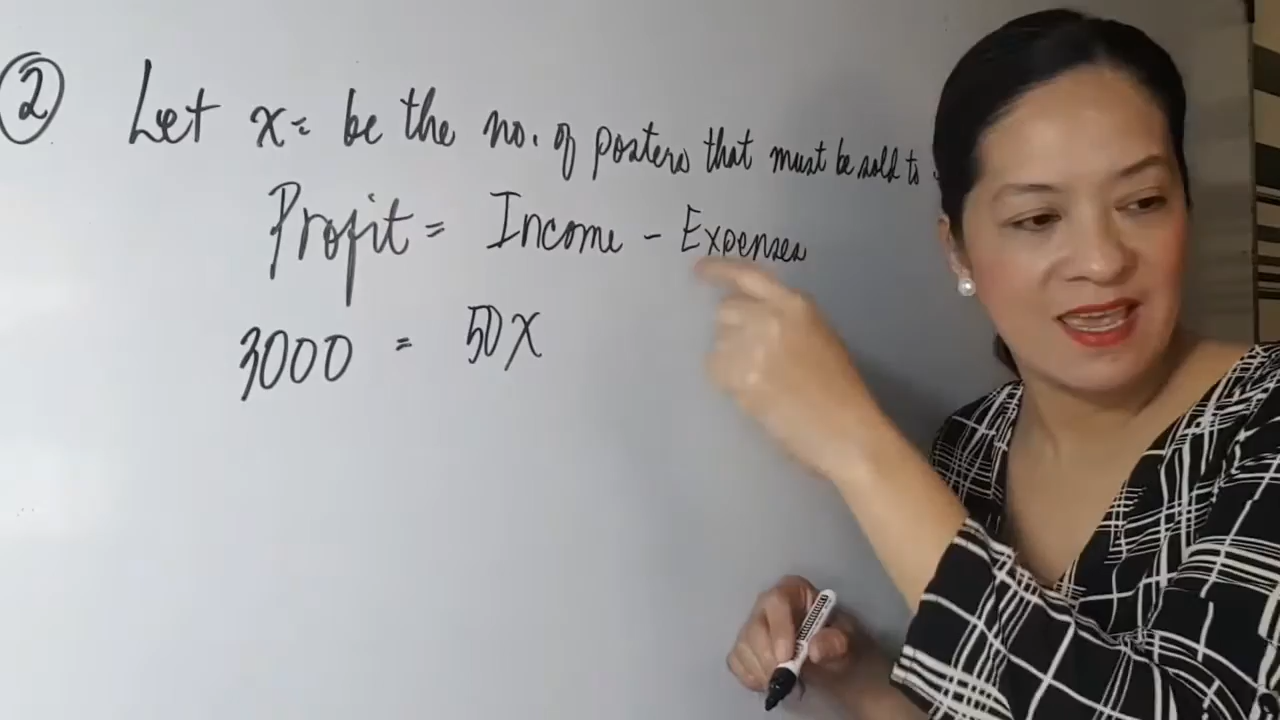 2 Let x = be the no. of posters that must be sold to
Profit = Income - Expenses
3000 = 50x